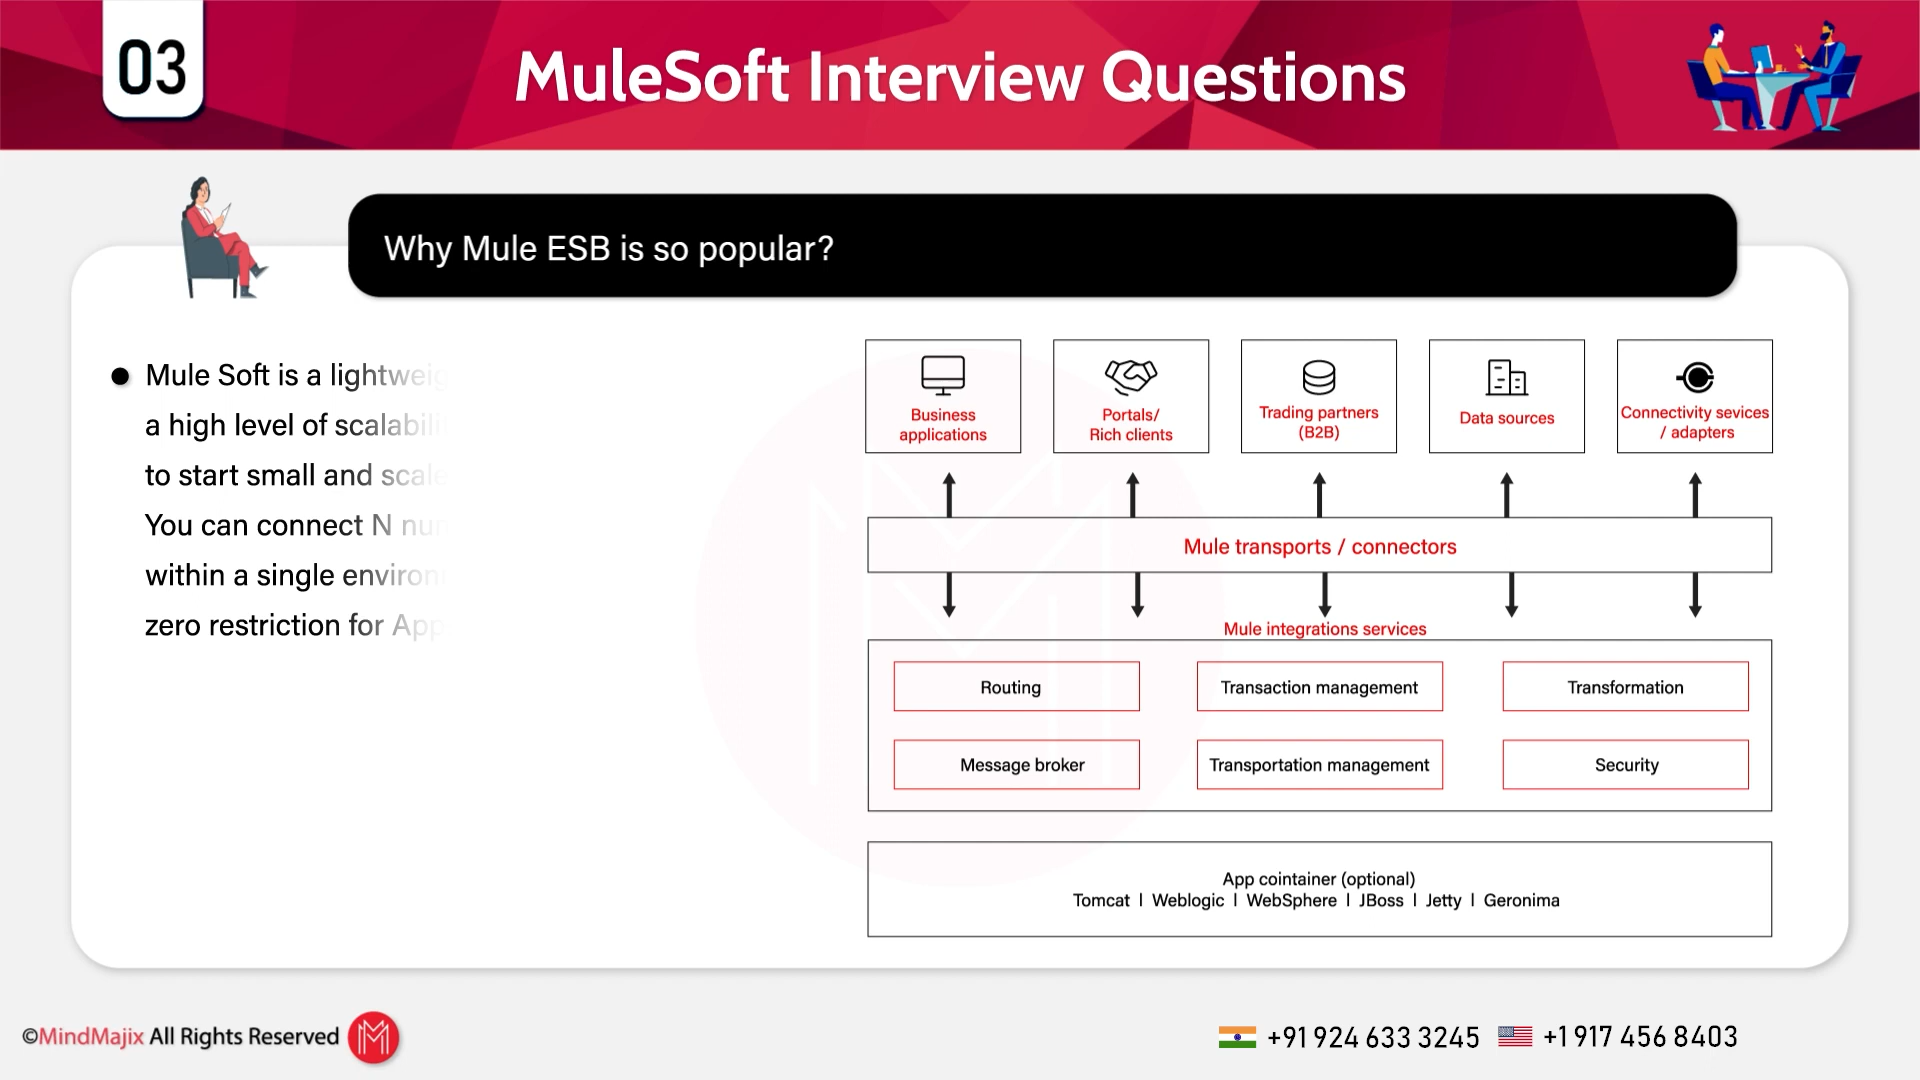 03
MuleSoft Interview Questions
Why Mule ESB is so popular?
Mule Soft is a
a high level of
to start small and
You can connect N
within a single
zero restriction for
Business
applications
Portals/
Rich clients
Trading partners
(B2B)
Data sources
Connectivity sevices
/ adapters
Mule transports / connectors
Mule integrations services
Routing
Transaction management
Transformation
Message broker
Transportation management
Security
App cointainer (optional)
Tomcat | Weblogic | WebSphere | JBoss | Jetty | Geronima
©MindMajix All Rights Reserved
+91 924 633 3245
+1 917 456 8403